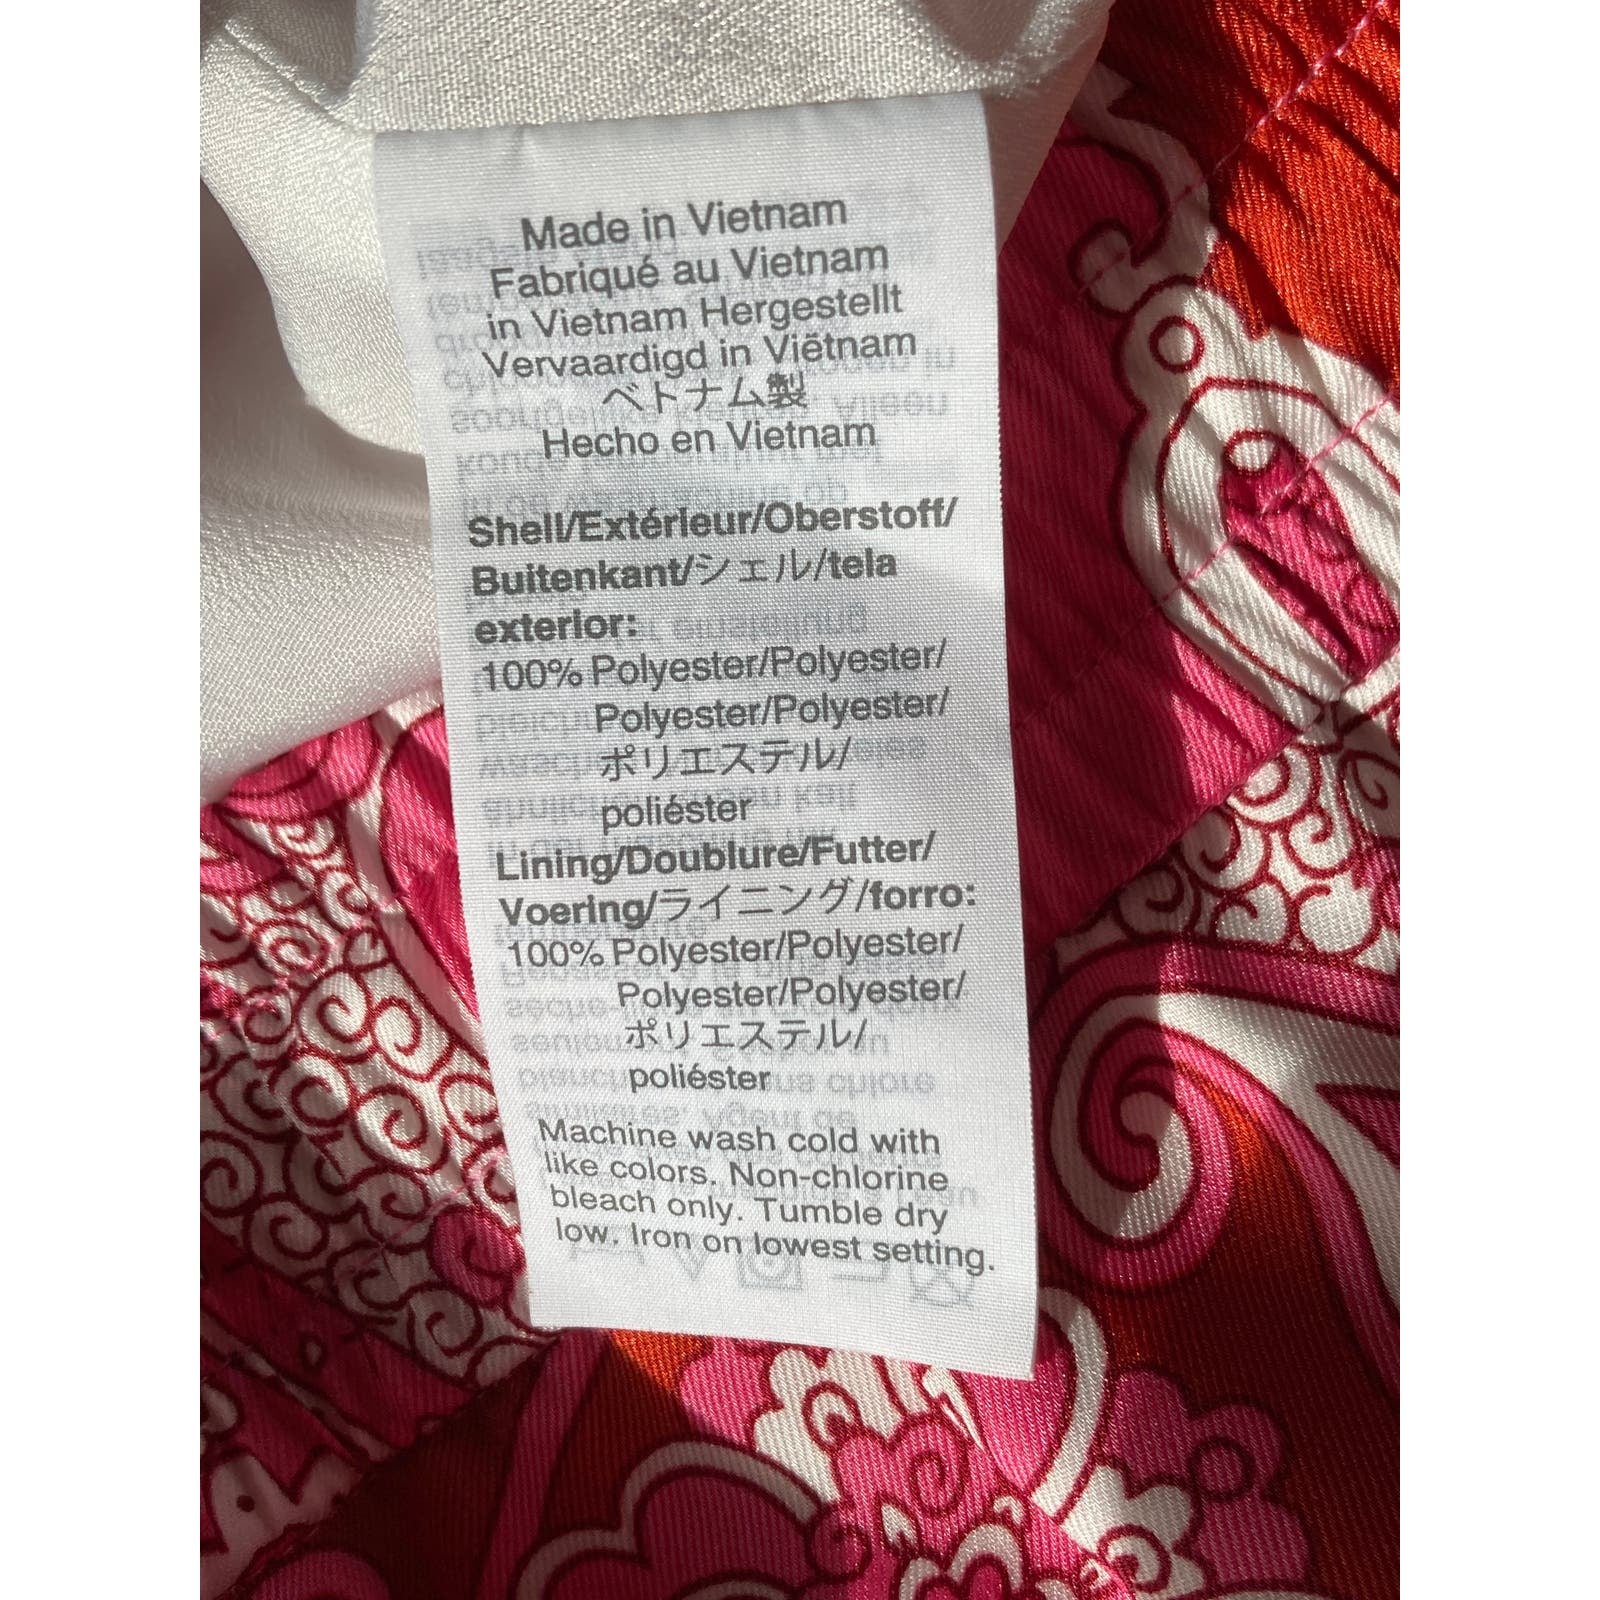 Made in Vietnam
Fabriqué au Vietnam
in Vietnam Hergestellt
Vervaardigd in Viëtnam
ベトナム製
Hecho en Vietnam
Shell/Extérieur/Oberstoff/
Buitenkant/シェル/tela
exterior:
100% Polyester/Polyester/
Polyester/Polyester/
ポリエステル/
poliéster
Lining/Doublure/Futter/
Voering/ライニング/forro:
100% Polyester/Polyester/
Polyester/Polyester/
ポリエステル/
poliéster
Machine wash cold with
like colors. Non-chlorine
bleach only. Tumble dry
low. Iron on lowest setting.